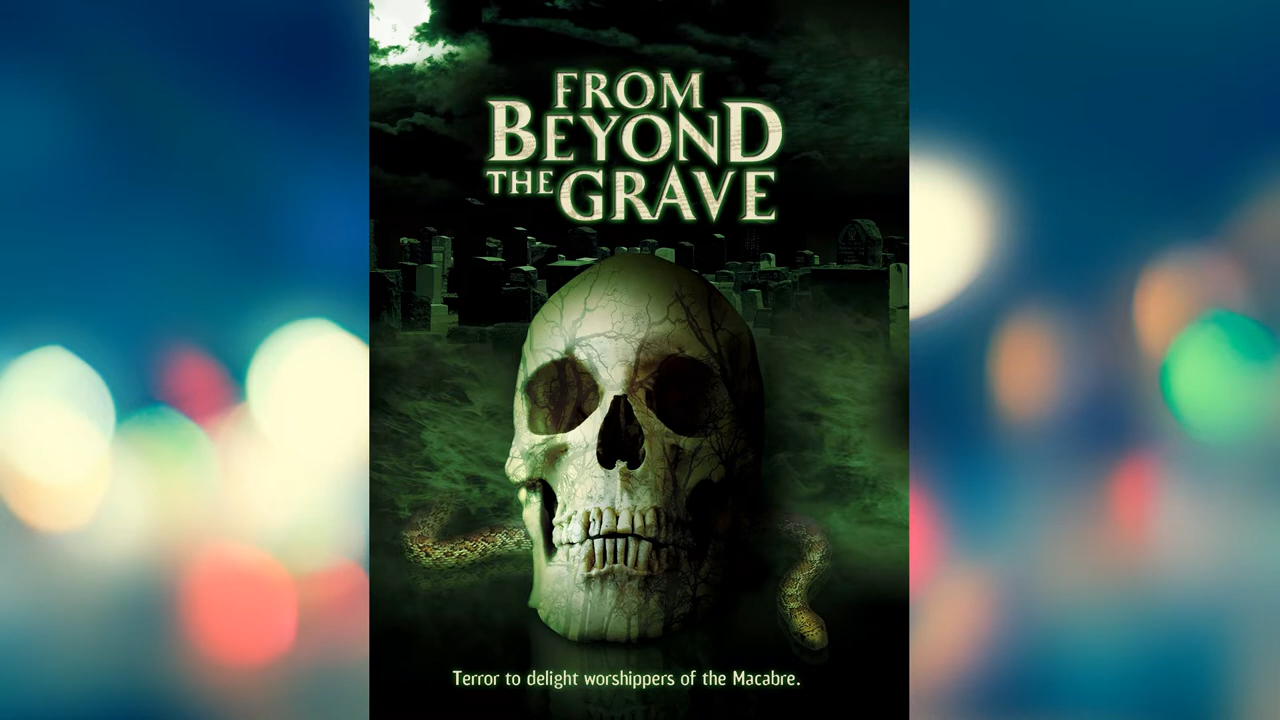 FROM
BEYOND
THE GRAVE
Terror to delight worshippers of the Macabre.